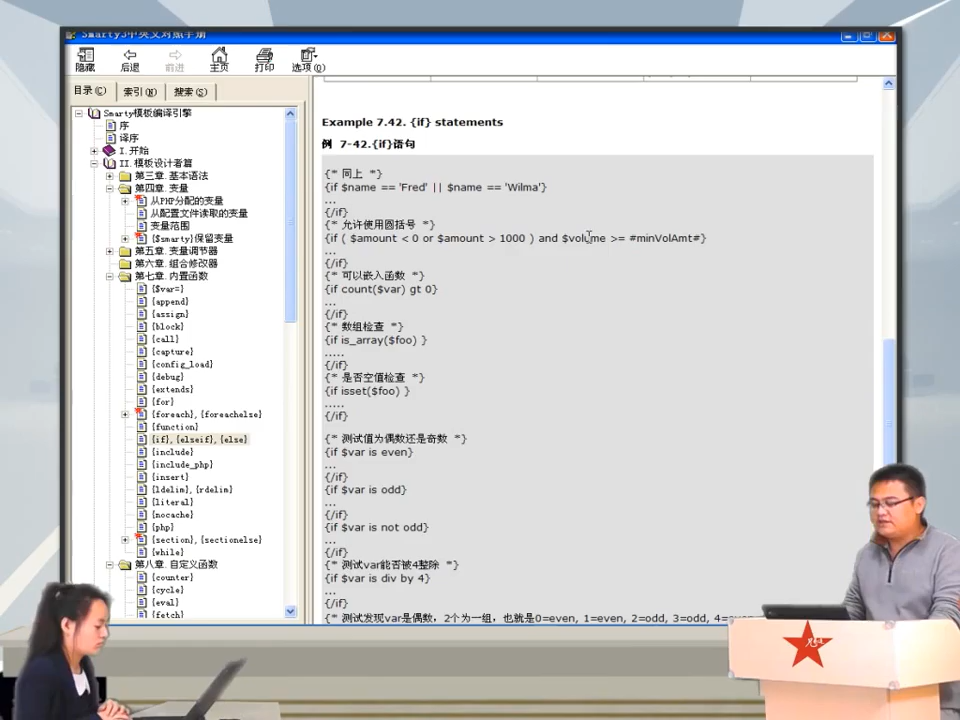 Smarty3中英文对照手册
隐藏 后退 前进 主页 打印 选项(O)
目录(C) 索引(N) 搜索(S)
Smarty模板编译引擎
序
译序
I. 开始
II. 模板设计者篇
第三章. 基本语法
第四章. 变量
从PHP分配的变量
从配置文件读取的变量
变量范围
{$smarty}保留变量
第五章. 变量调节器
第六章. 组合修改器
第七章. 内置函数
{$var=}
{append}
{assign}
{block}
{call}
{capture}
{config_load}
{debug}
{extends}
{for}
{foreach},{foreachelse}
{function}
{if},{elseif},{else}
{include}
{include_php}
{insert}
{ldelim},{rdelim}
{literal}
{nocache}
{php}
{section},{sectionelse}
{while}
第八章. 自定义函数
{counter}
{cycle}
{eval}
{fetch}
Example 7.42. {if} statements
例 7-42.{if}语句
{* 同上 *}
{if $name == 'Fred' || $name == 'Wilma'}
...
{/if}
{* 允许使用圆括号 *}
{if ( $amount < 0 or $amount > 1000 ) and $volume >= #minVolAmt#}
...
{/if}
{* 可以嵌入函数 *}
{if count($var) gt 0}
...
{/if}
{* 数组检查 *}
{if is_array($foo) }
.....
{/if}
{* 是否空值检查 *}
{if isset($foo) }
.....
{/if}
{* 测试值为偶数还是奇数 *}
{if $var is even}
...
{/if}
{if $var is odd}
...
{/if}
{if $var is not odd}
...
{/if}
{* 测试var能否被4整除 *}
{if $var is div by 4}
...
{/if}
{* 测试发现var是偶数，2个为一组，也就是0=even, 1=even, 2=odd, 3=odd, 4=even